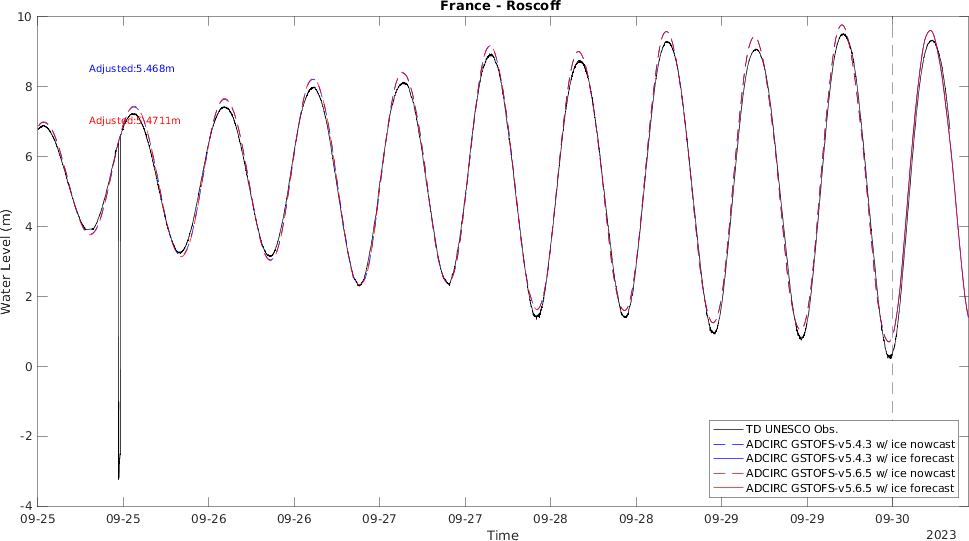 France - Roscoff
10
8
6
4
2
0
-2
-4
Water Level (m)
Adjusted:5.468m
Adjusted:5.4711m
TD UNESCO Obs.
ADCIRC GSTOFS-v5.4.3 w/ ice nowcast
ADCIRC GSTOFS-v5.4.3 w/ ice forecast
ADCIRC GSTOFS-v5.6.5 w/ ice nowcast
ADCIRC GSTOFS-v5.6.5 w/ ice forecast
09-25 09-25 09-26 09-26 09-27 09-27 09-28 09-28 09-29 09-29 09-30
Time
2023